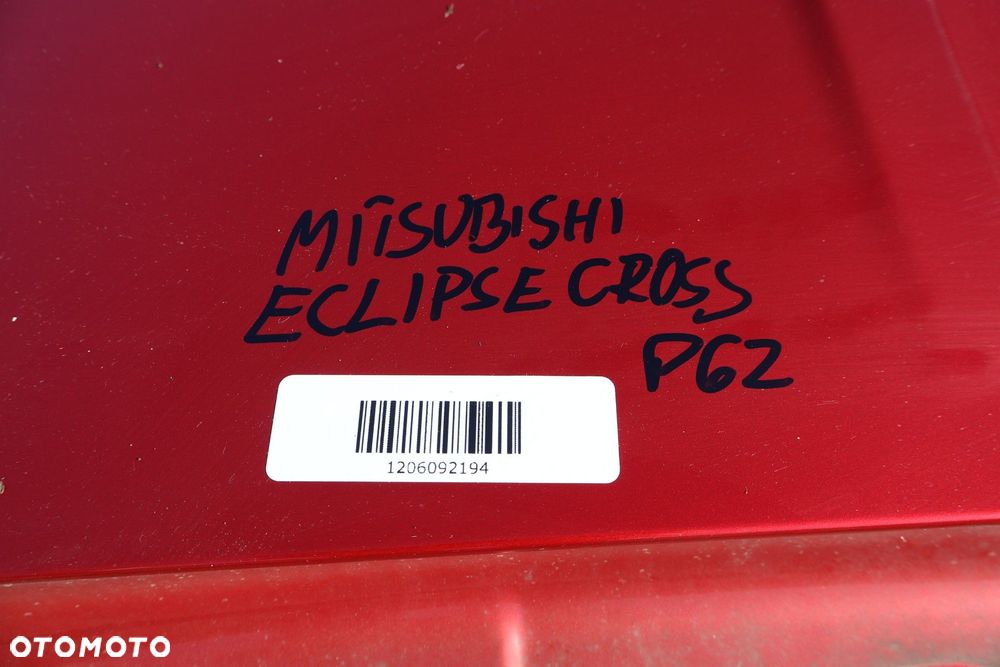 MITSUBISHI
ECLIPSE CROSS
P62
1206092194
OTOMOTO